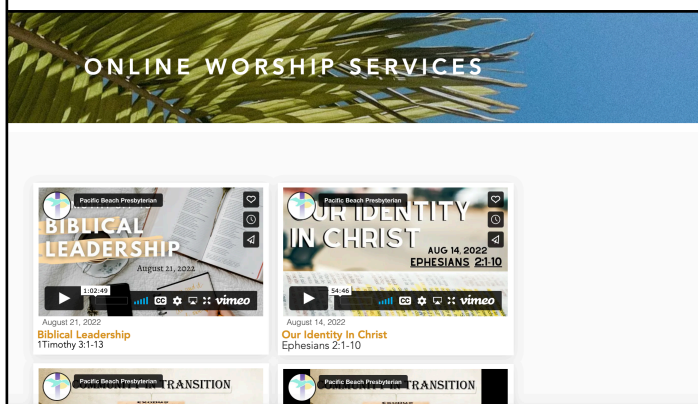 ONLINE WORSHIP SERVICES
Pacific Beach Presbyterian
BIBLICAL
LEADERSHIP
August 21, 2022
1:02:49
CC
vimeo
August 21, 2022
Biblical Leadership
1Timothy 3:1-13
Pacific Beach Presbyterian
OUR IDENTITY
IN CHRIST
AUG 14, 2022
EPHESIANS 2:1-10
54:46
CC
vimeo
August 14, 2022
Our Identity In Christ
Ephesians 2:1-10
Pacific Beach Presbyterian
TRANSITION
Pacific Beach Presbyterian
TRANSITION